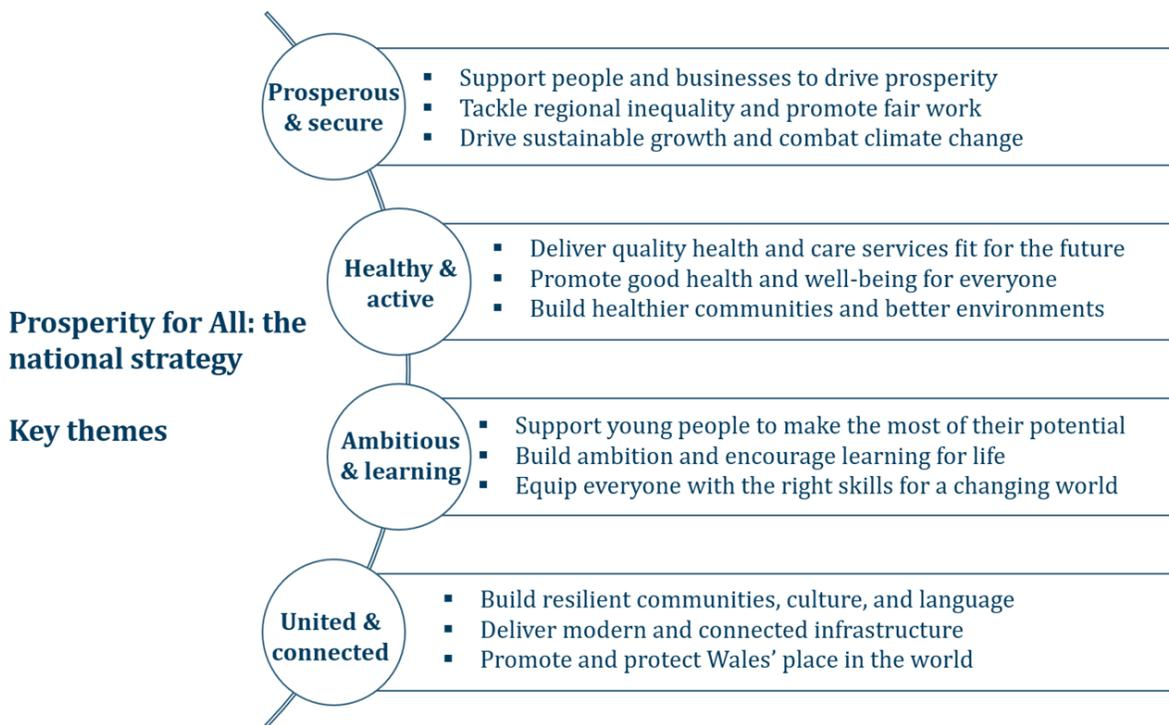 Prosperity for All: the
national strategy
Key themes
Prosperous
& secure
▪ Support people and businesses to drive prosperity
▪ Tackle regional inequality and promote fair work
▪ Drive sustainable growth and combat climate change
Healthy &
active
▪ Deliver quality health and care services fit for the future
▪ Promote good health and well-being for everyone
▪ Build healthier communities and better environments
Ambitious
& learning
▪ Support young people to make the most of their potential
▪ Build ambition and encourage learning for life
▪ Equip everyone with the right skills for a changing world
United &
connected
▪ Build resilient communities, culture, and language
▪ Deliver modern and connected infrastructure
▪ Promote and protect Wales’ place in the world